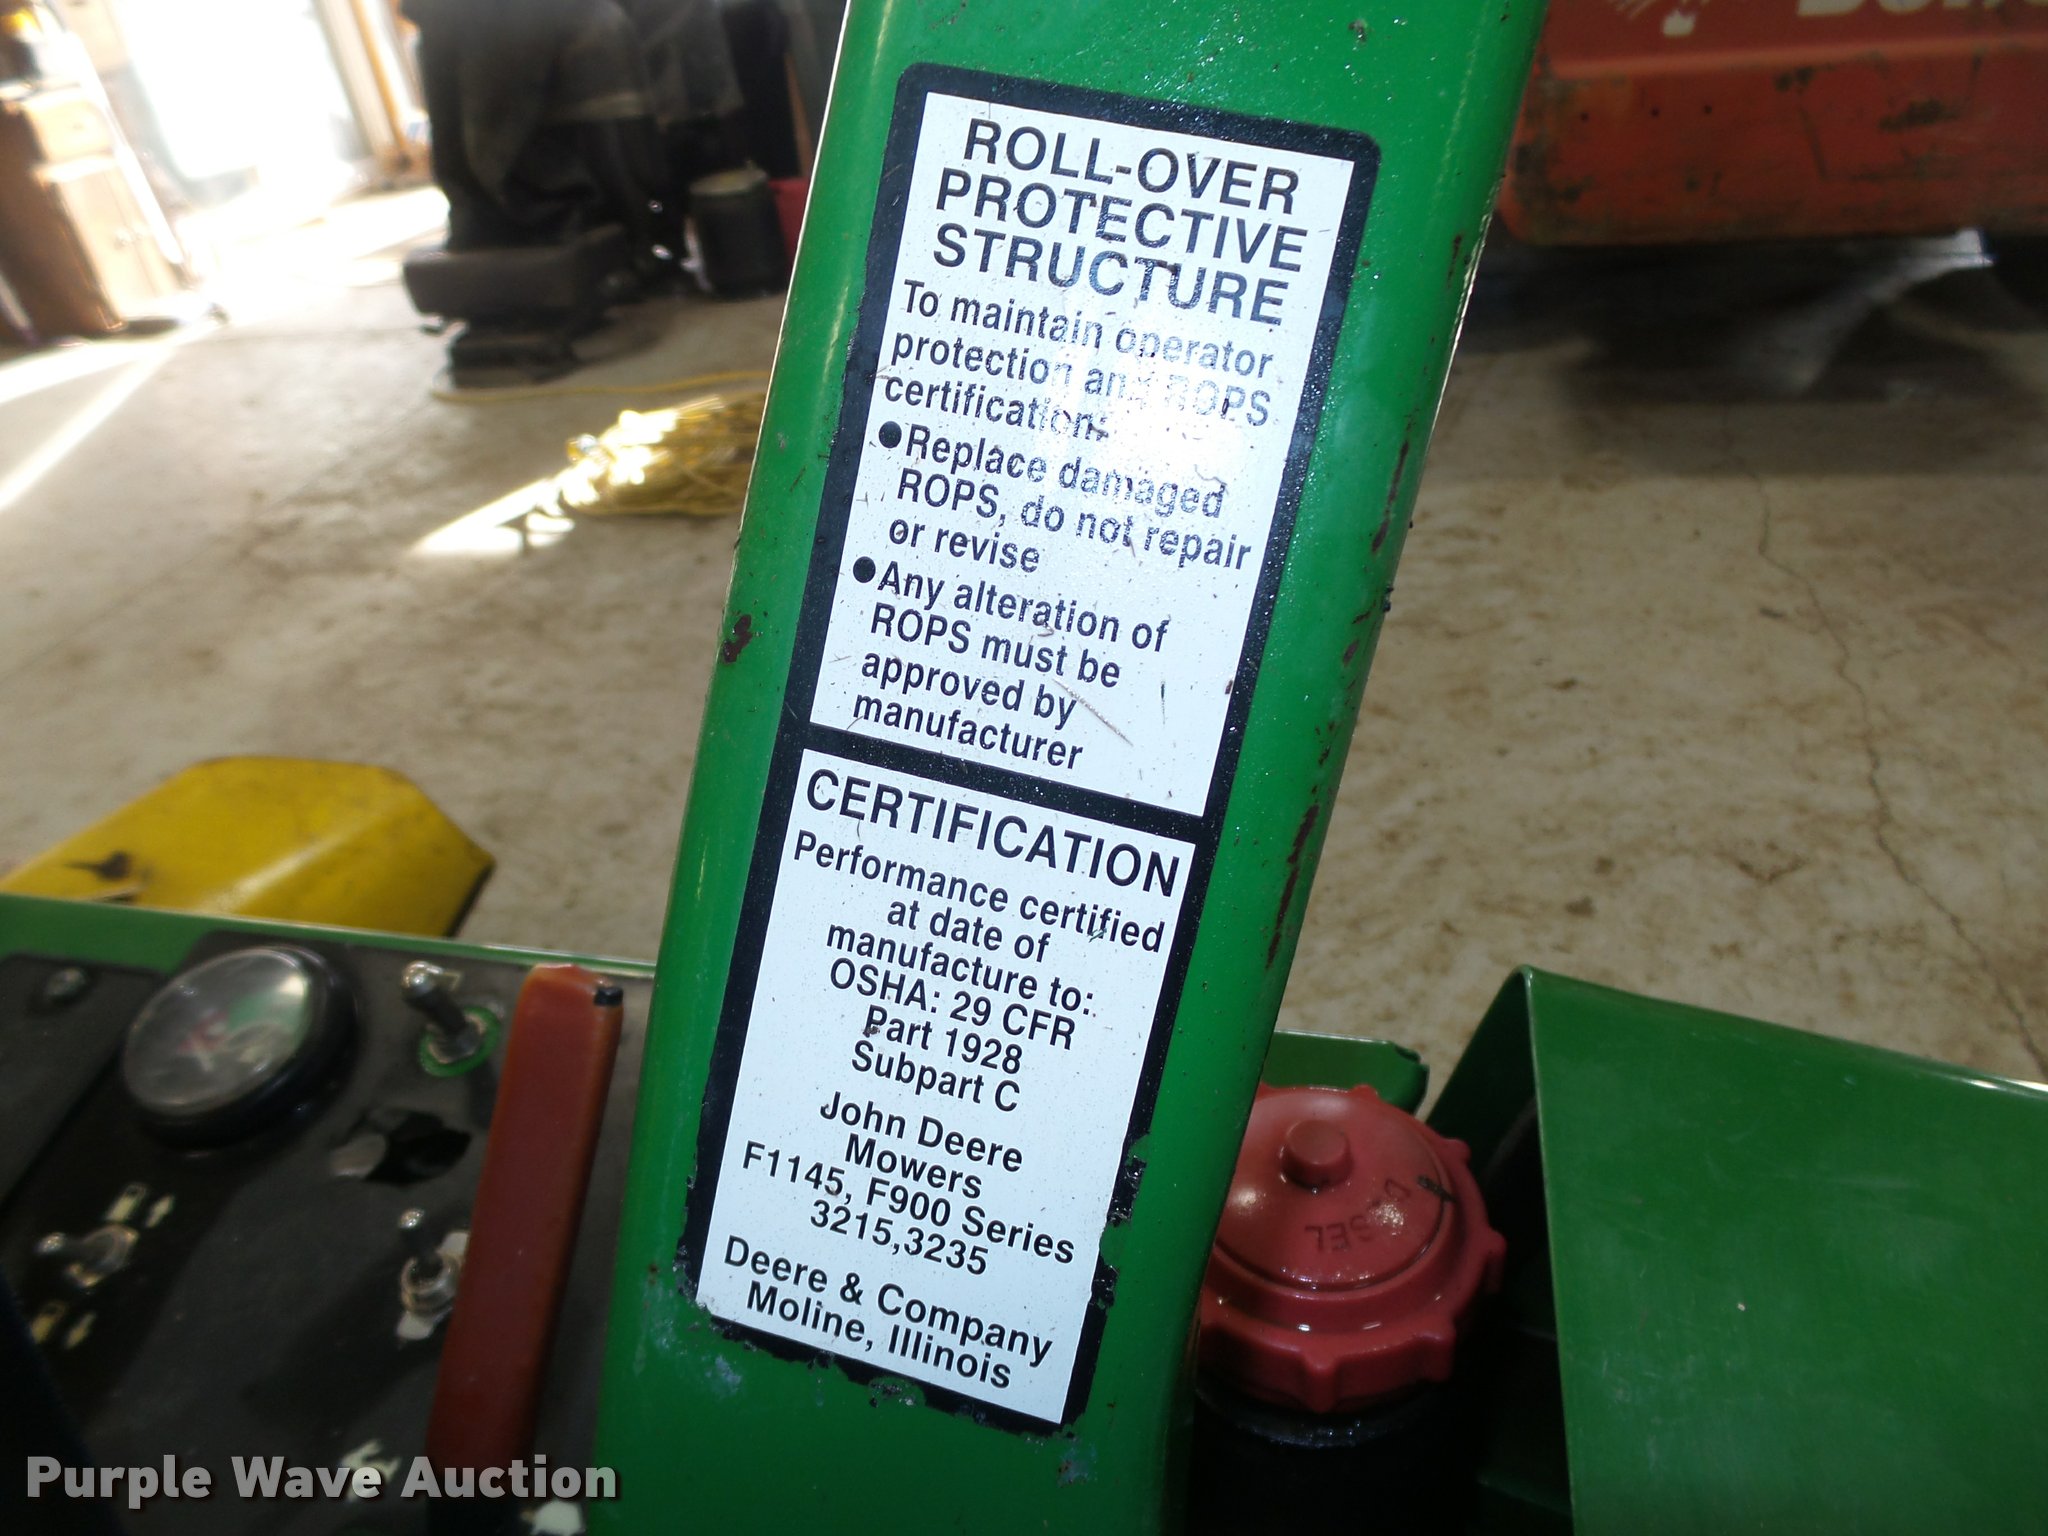 ROLL-OVER
PROTECTIVE
STRUCTURE
To maintain operator
protection and ROPS
certification:
●Replace damaged
ROPS, do not repair
or revise
●Any alteration of
ROPS must be
approved by
manufacturer
CERTIFICATION
Performance certified
at date of
manufacture to:
OSHA: 29 CFR
Part 1928
Subpart C
John Deere
Mowers
F1145, F900 Series
3215,3235
Deere & Company
Moline, Illinois
DIESEL
Purple Wave Auction